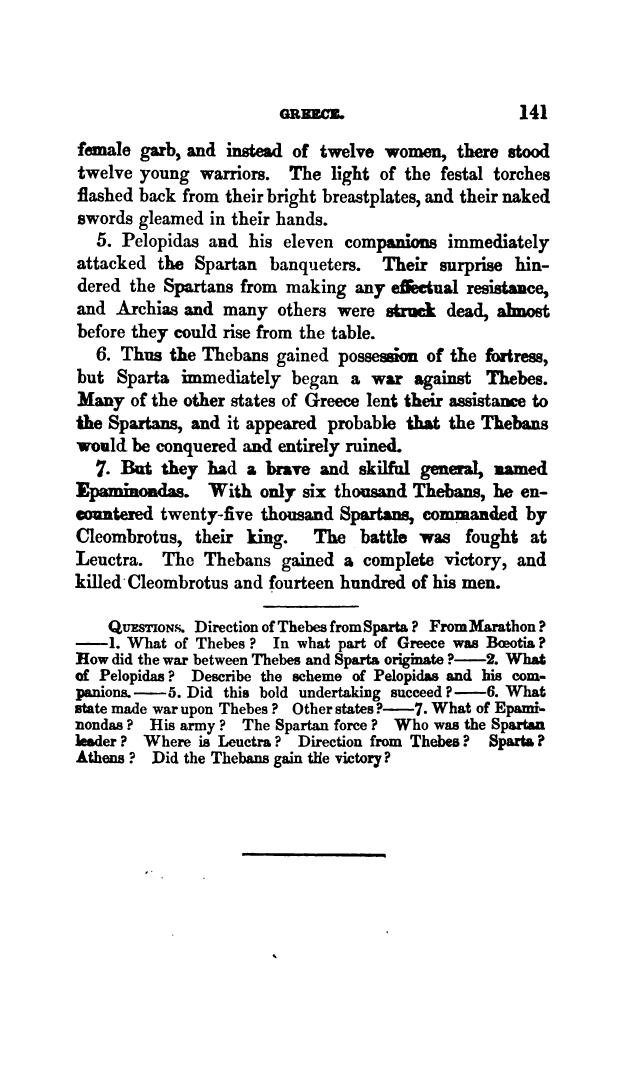 GREECE. 141
female garb, and instead of twelve women, there stood
twelve young warriors. The light of the festal torches
flashed back from their bright breastplates, and their naked
swords gleamed in their hands.
5. Pelopidas and his eleven companions immediately
attacked the Spartan banqueters. Their surprise hin-
dered the Spartans from making any effectual resistance,
and Archias and many others were struck dead, almost
before they could rise from the table.
6. Thus the Thebans gained possession of the fortress,
but Sparta immediately began a war against Thebes.
Many of the other states of Greece lent their assistance to
the Spartans, and it appeared probable that the Thebans
would be conquered and entirely ruined.
7. But they had a brave and skilful general, named
Epaminondas. With only six thousand Thebans, he en-
countered twenty-five thousand Spartans, commanded by
Cleombrotus, their king. The battle was fought at
Leuctra. The Thebans gained a complete victory, and
killed Cleombrotus and fourteen hundred of his men.
QUESTIONS. Direction of Thebes from Sparta? From Marathon?
——1. What of Thebes? In what part of Greece was Bœotia?
How did the war between Thebes and Sparta originate?——2. What
of Pelopidas? Describe the scheme of Pelopidas and his com-
panions.——5. Did this bold undertaking succeed?——6. What
state made war upon Thebes? Other states?——7. What of Epami-
nondas? His army? The Spartan force? Who was the Spartan
leader? Where is Leuctra? Direction from Thebes? Sparta?
Athens? Did the Thebans gain the victory?